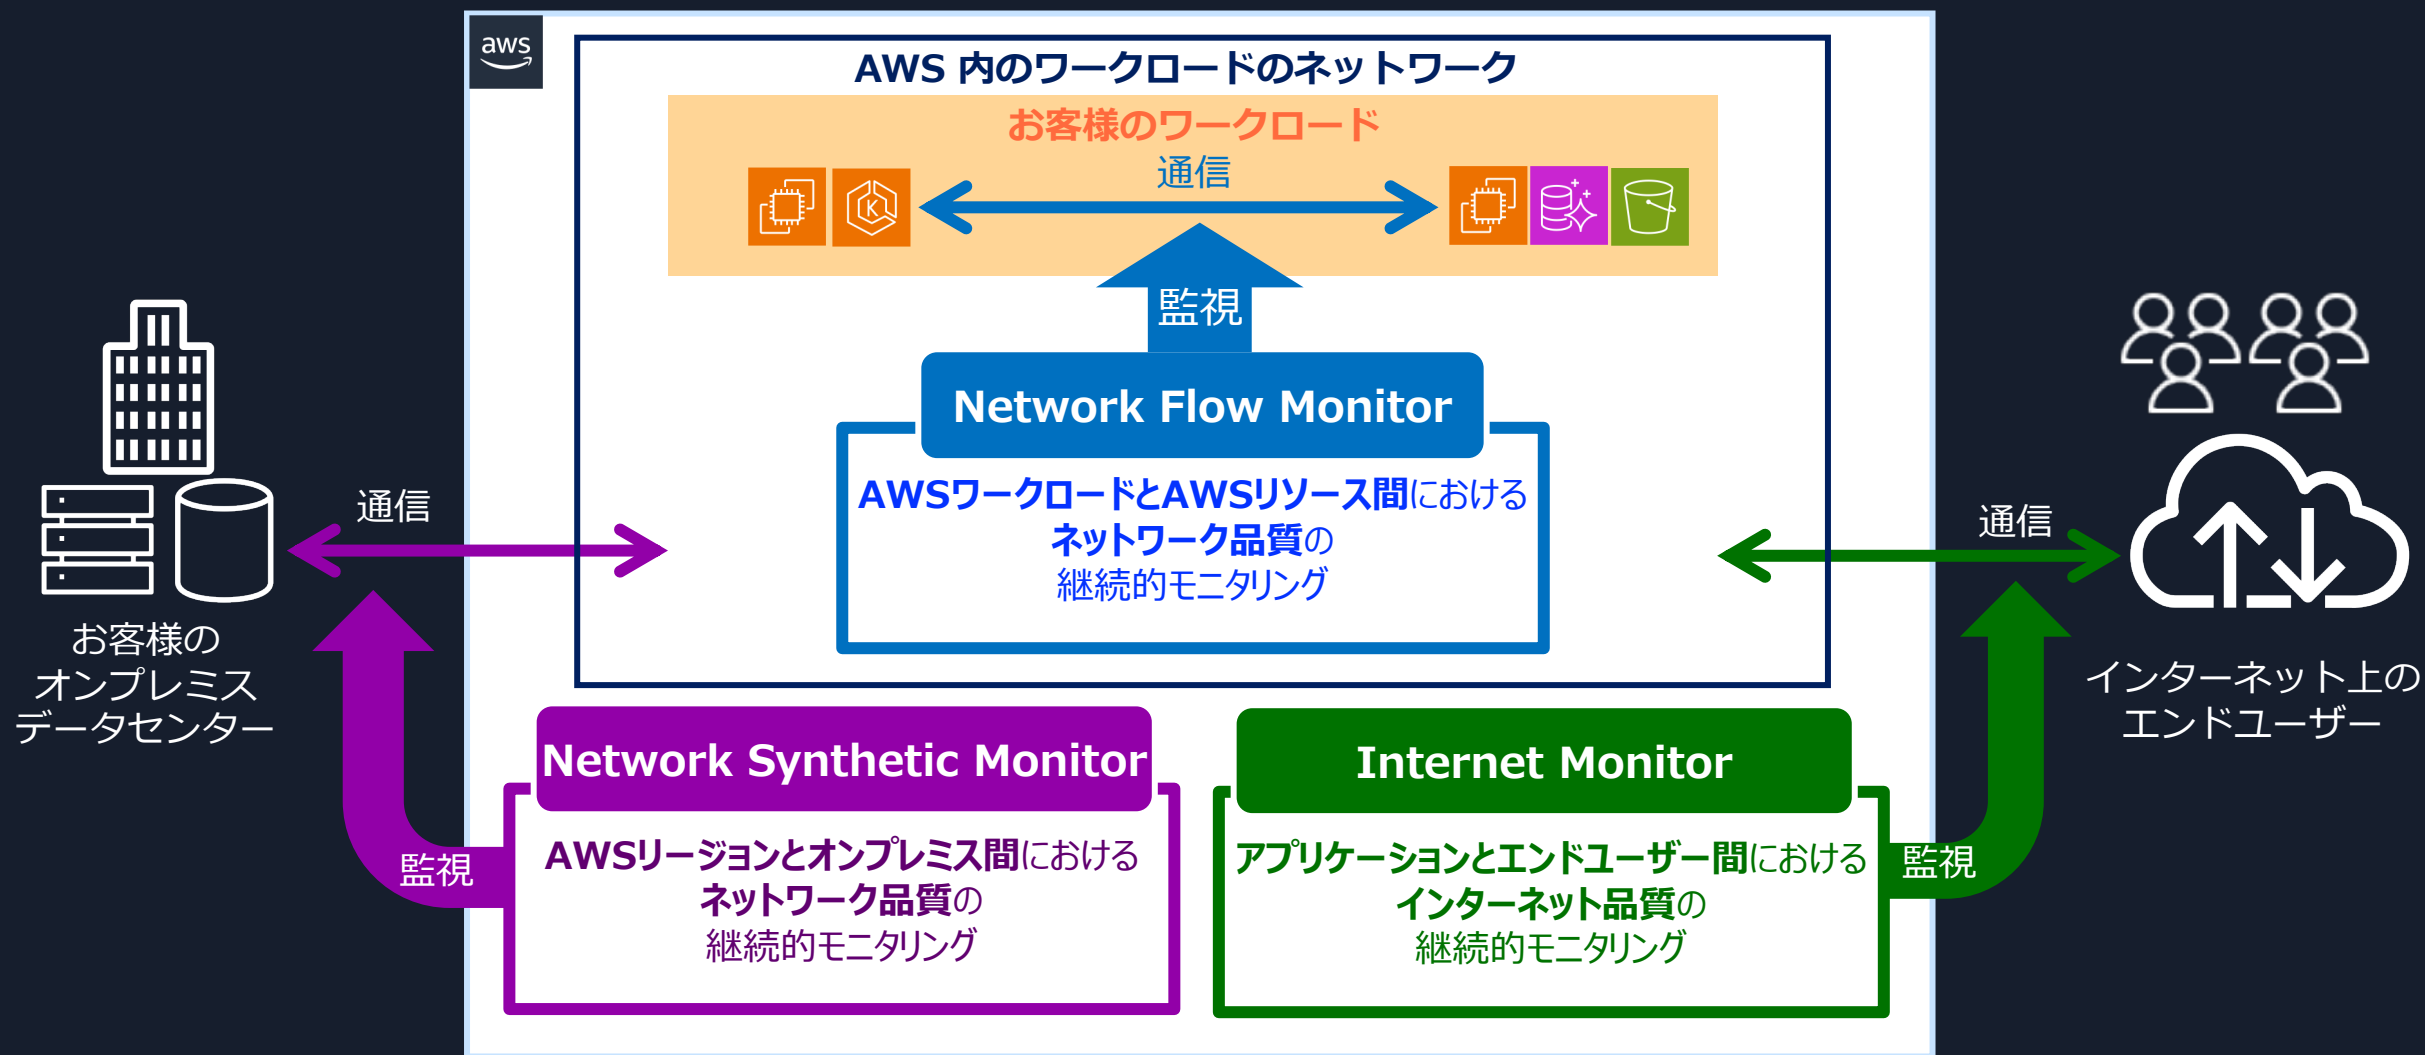 aws
AWS 内のワークロードのネットワーク
お客様のワークロード
通信
監視
Network Flow Monitor
AWSワークロードとAWSリソース間における
ネットワーク品質の
継続的モニタリング
通信
お客様の
オンプレミス
データセンター
通信
インターネット上の
エンドユーザー
Network Synthetic Monitor
AWSリージョンとオンプレミス間における
ネットワーク品質の
継続的モニタリング
監視
Internet Monitor
アプリケーションとエンドユーザー間における
インターネット品質の
継続的モニタリング
監視